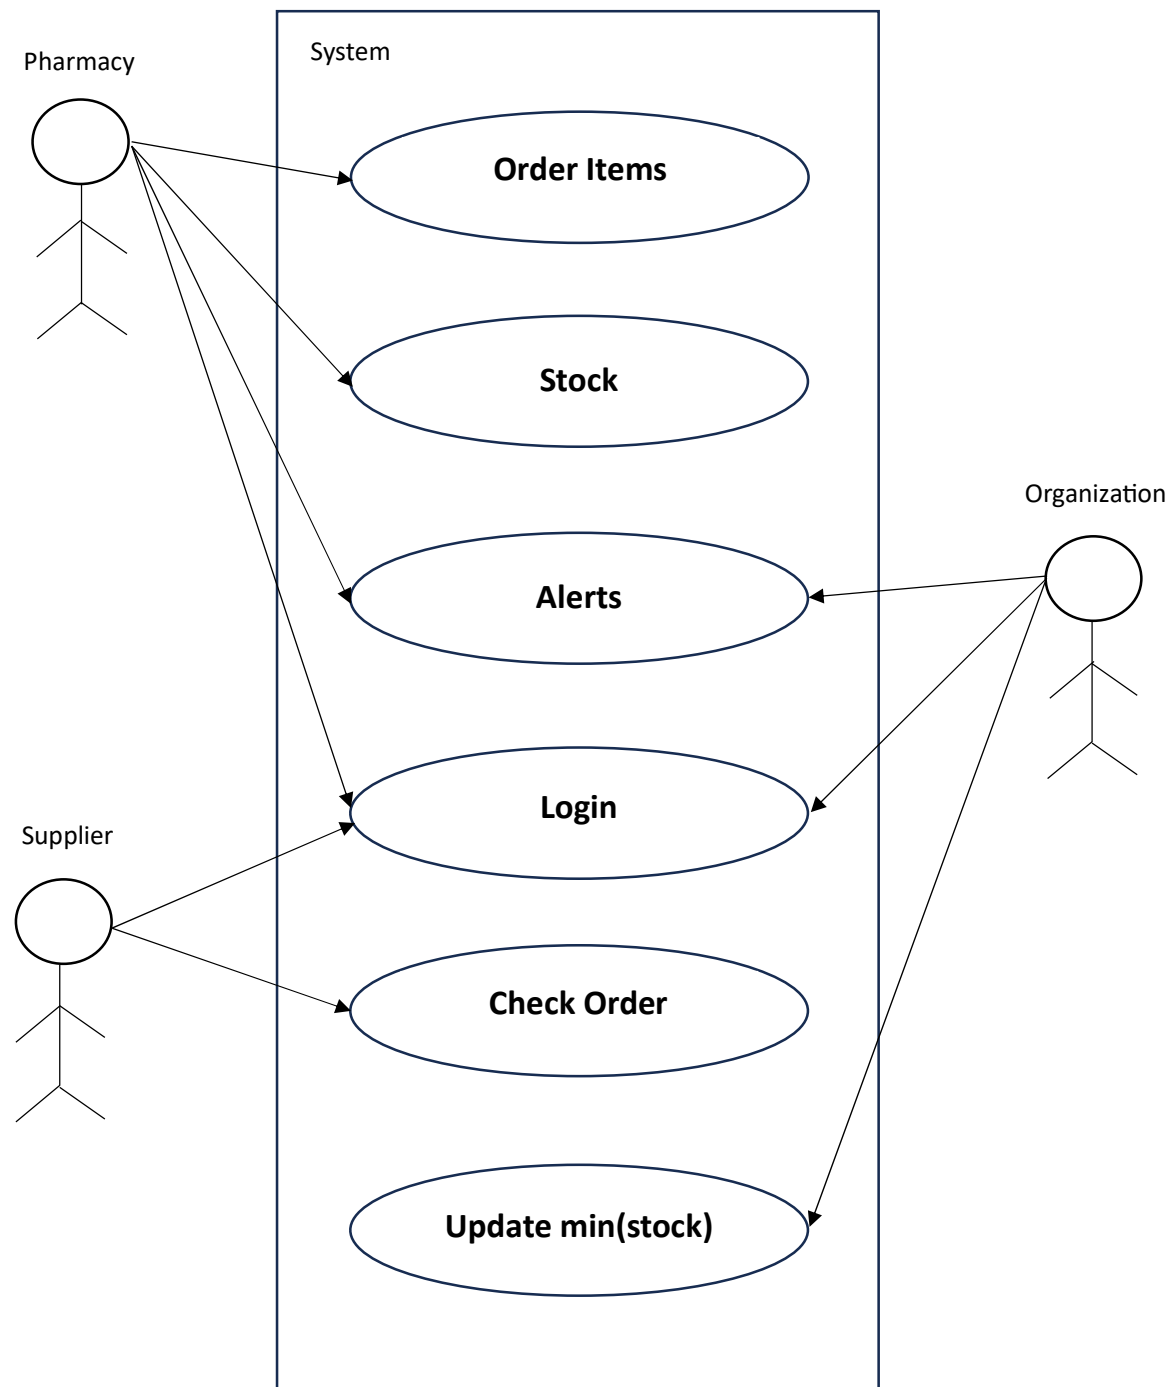 System
Pharmacy
Order Items
Stock
Organization
Alerts
Login
Supplier
Check Order
Update min(stock)